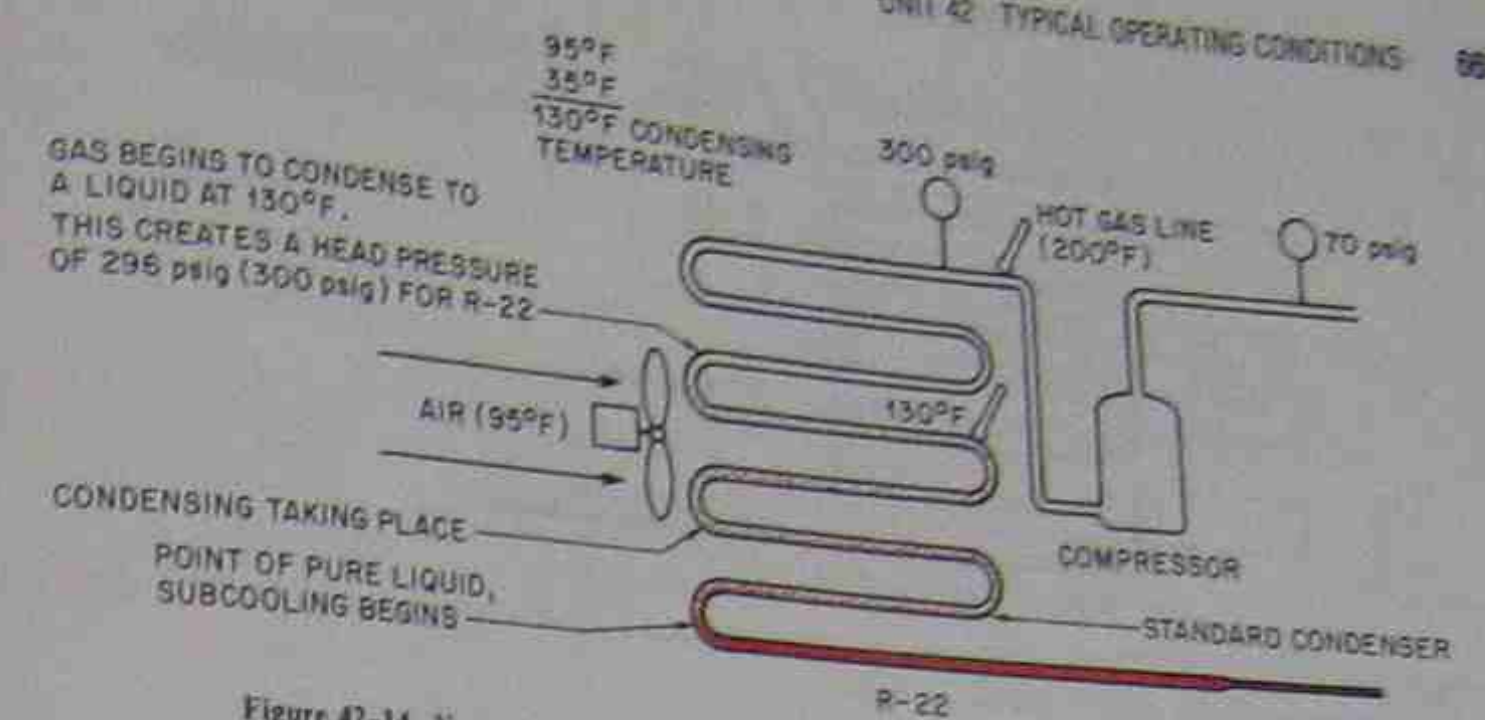 UNIT 42 TYPICAL OPERATING CONDITIONS
95°F
35°F
130°F CONDENSING
TEMPERATURE
GAS BEGINS TO CONDENSE TO
A LIQUID AT 130°F.
THIS CREATES A HEAD PRESSURE
OF 296 psig (300 psig) FOR R-22
300 psig
HOT GAS LINE
(200°F)
70 psig
AIR (95°F)
130°F
CONDENSING TAKING PLACE
POINT OF PURE LIQUID,
SUBCOOLING BEGINS
COMPRESSOR
STANDARD CONDENSER
R-22